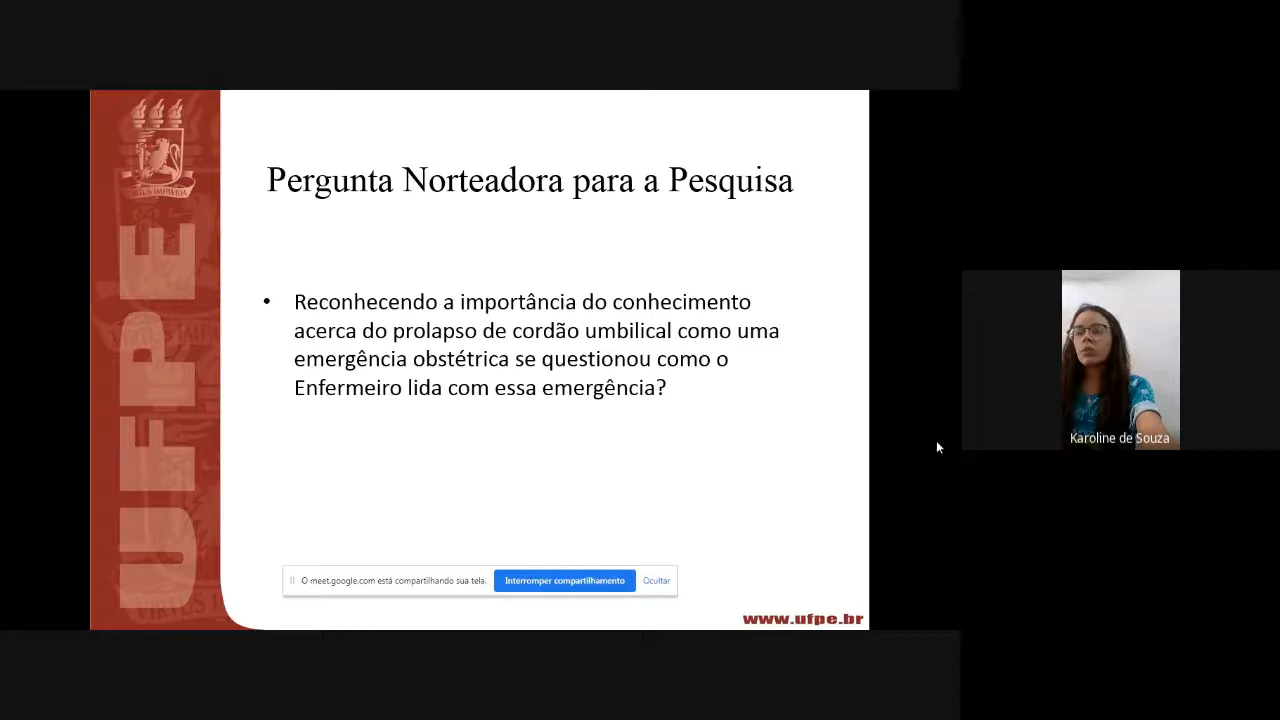 Pergunta Norteadora para a Pesquisa
• Reconhecendo a importância do conhecimento
acerca do prolapso de cordão umbilical como uma
emergência obstétrica se questionou como o
Enfermeiro lida com essa emergência?
UFPE
VIRTUS IMPAVIDA
Karoline de Souza
O meet.google.com está compartilhando sua tela.
Interromper compartilhamento
Ocultar
www.ufpe.br